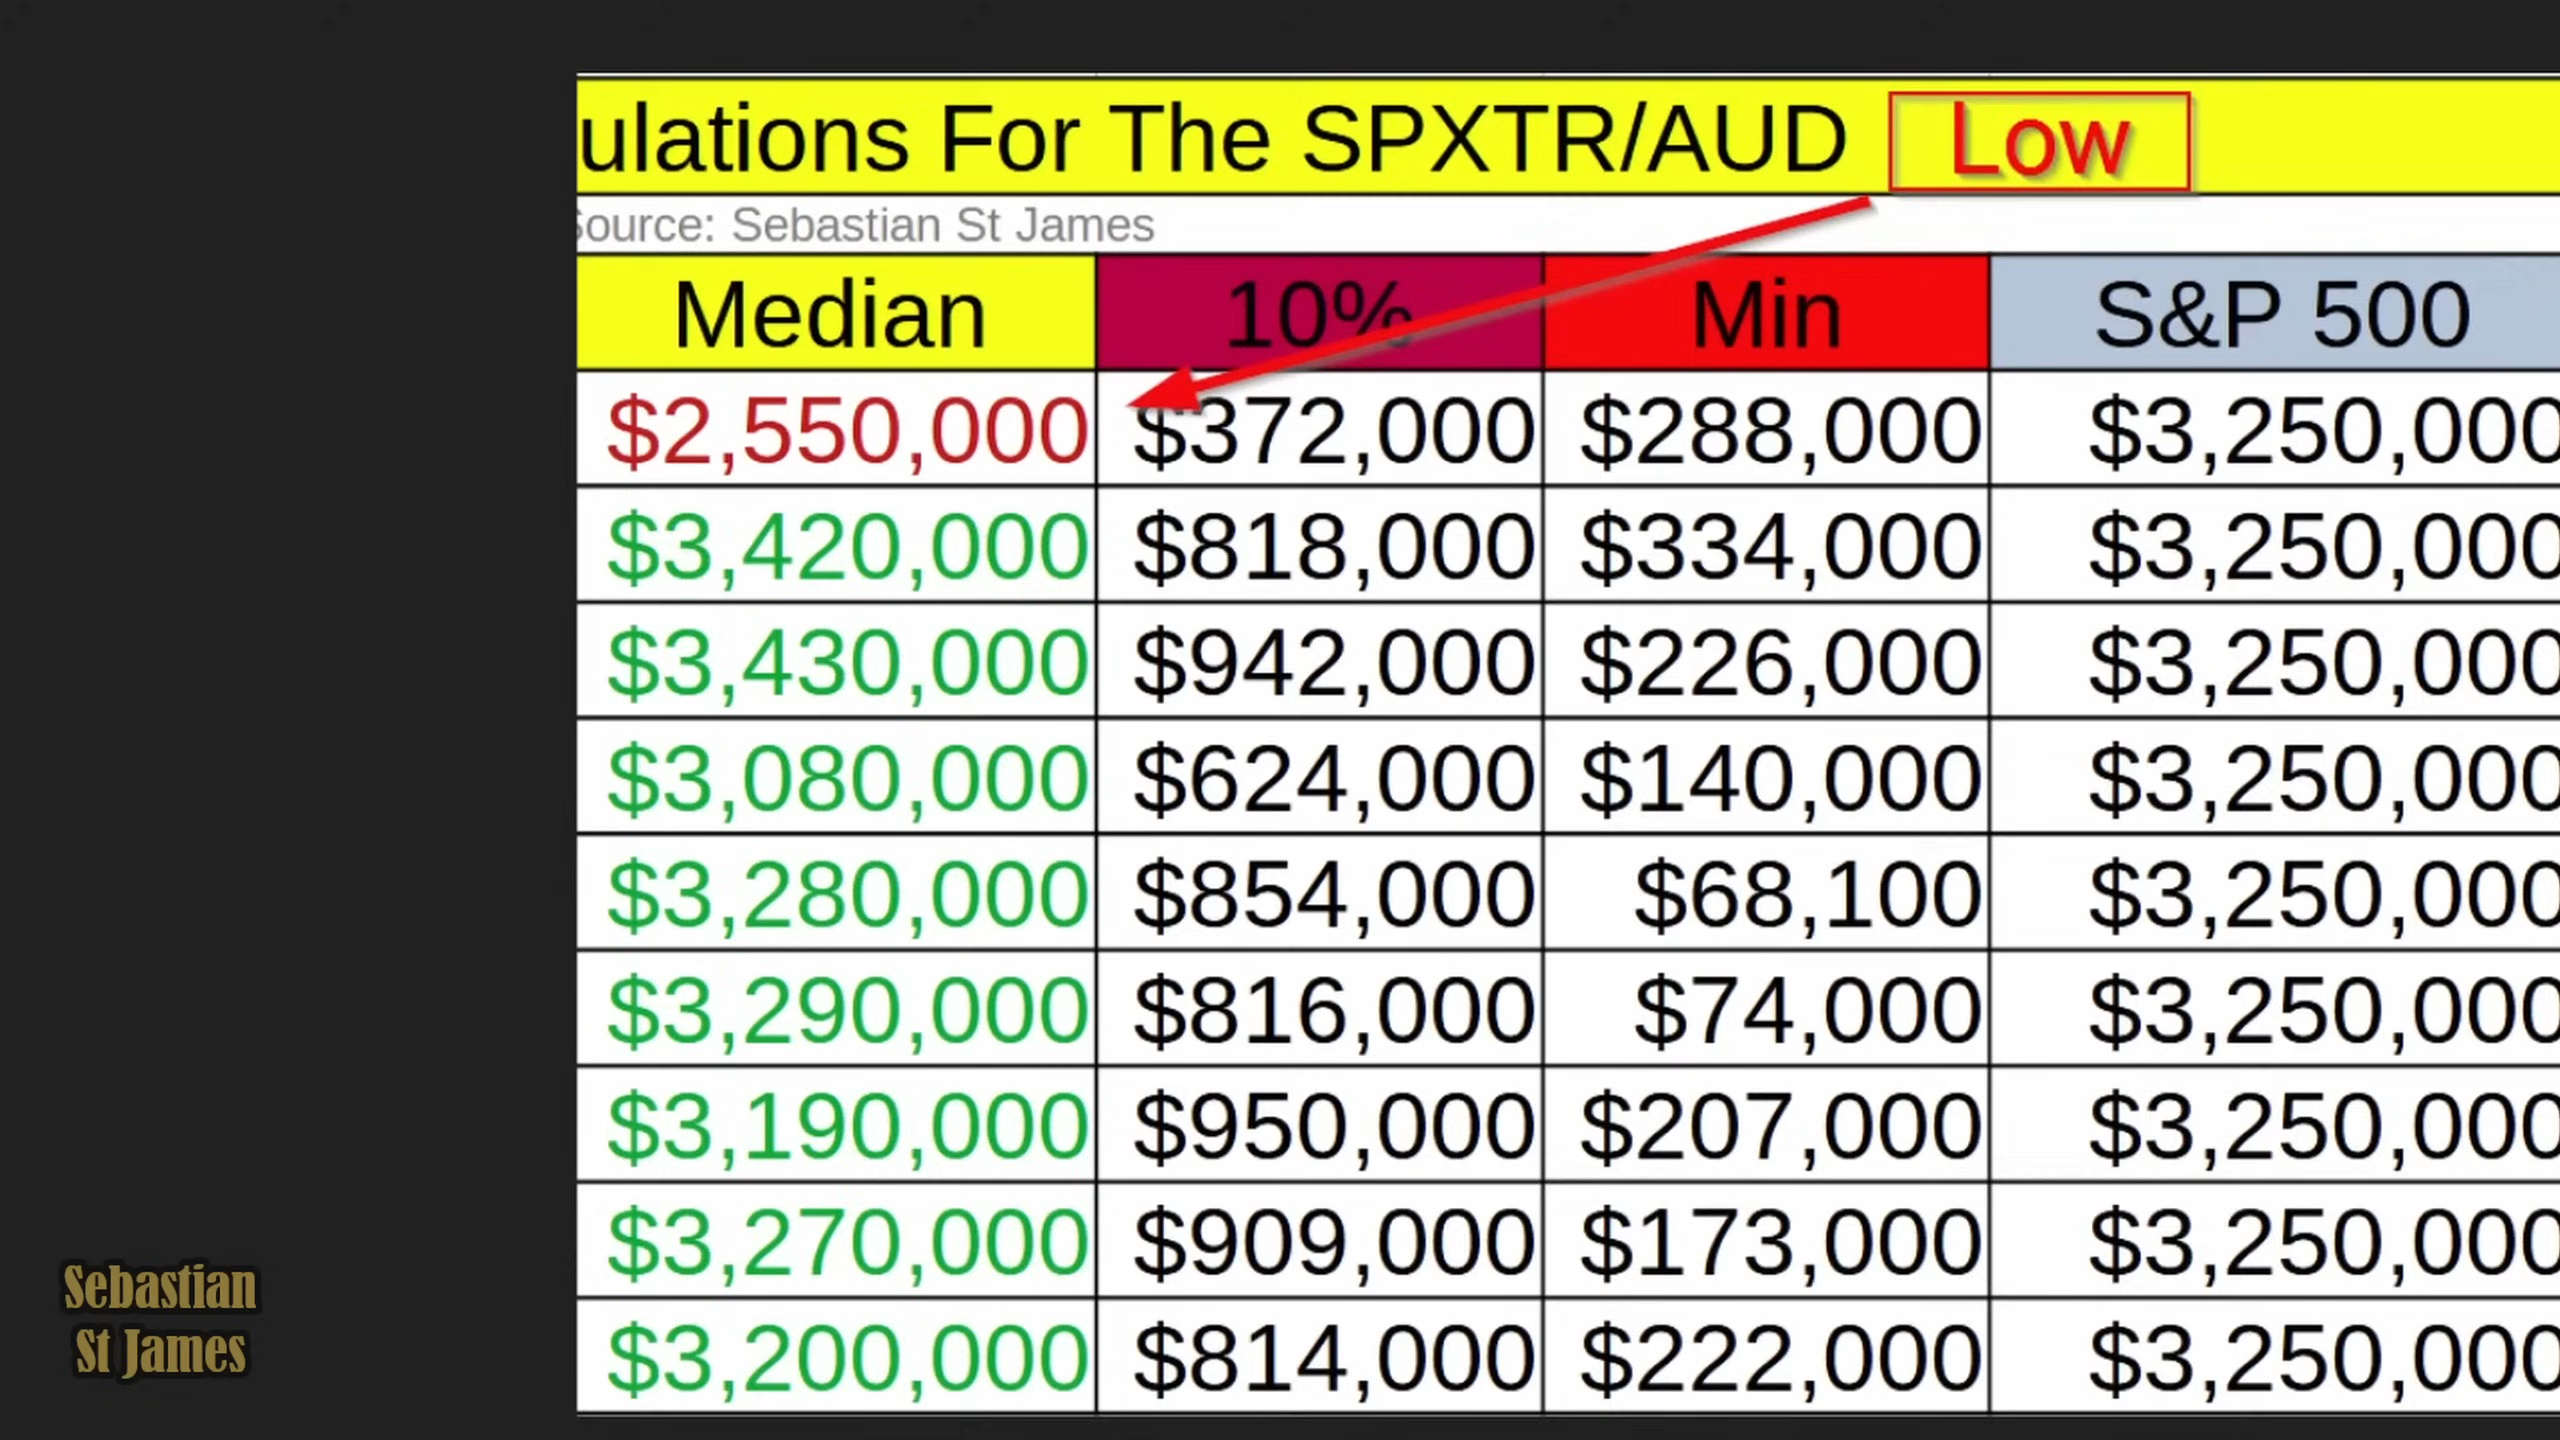 ulations For The SPXTR/AUD Low
Source: Sebastian St James
Median 10% Min S&P 500
$2,550,000 $372,000 $288,000 $3,250,000
$3,420,000 $818,000 $334,000 $3,250,000
$3,430,000 $942,000 $226,000 $3,250,000
$3,080,000 $624,000 $140,000 $3,250,000
$3,280,000 $854,000 $68,100 $3,250,000
$3,290,000 $816,000 $74,000 $3,250,000
$3,190,000 $950,000 $207,000 $3,250,000
$3,270,000 $909,000 $173,000 $3,250,000
$3,200,000 $814,000 $222,000 $3,250,000
Sebastian
St James